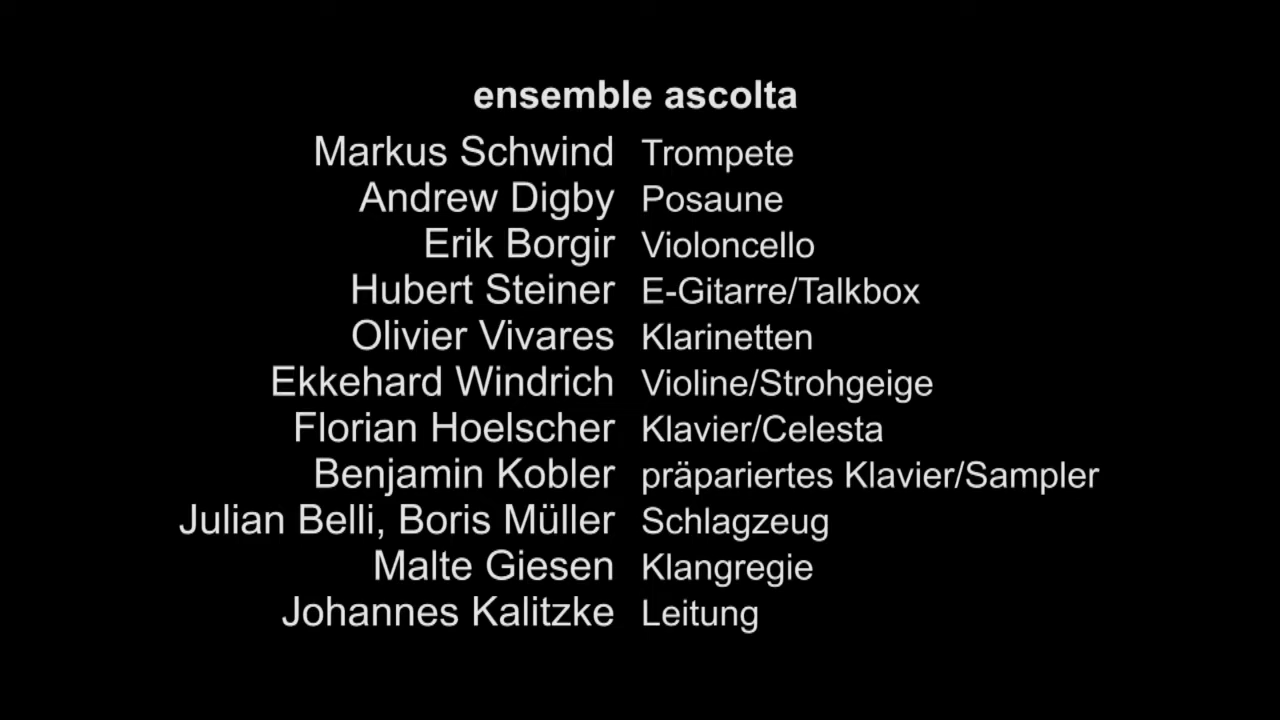 ensemble ascolta
Markus Schwind Trompete
Andrew Digby Posaune
Erik Borgir Violoncello
Hubert Steiner E-Gitarre/Talkbox
Olivier Vivares Klarinetten
Ekkehard Windrich Violine/Strohgeige
Florian Hoelscher Klavier/Celesta
Benjamin Kobler präpariertes Klavier/Sampler
Julian Belli, Boris Müller Schlagzeug
Malte Giesen Klangregie
Johannes Kalitzke Leitung